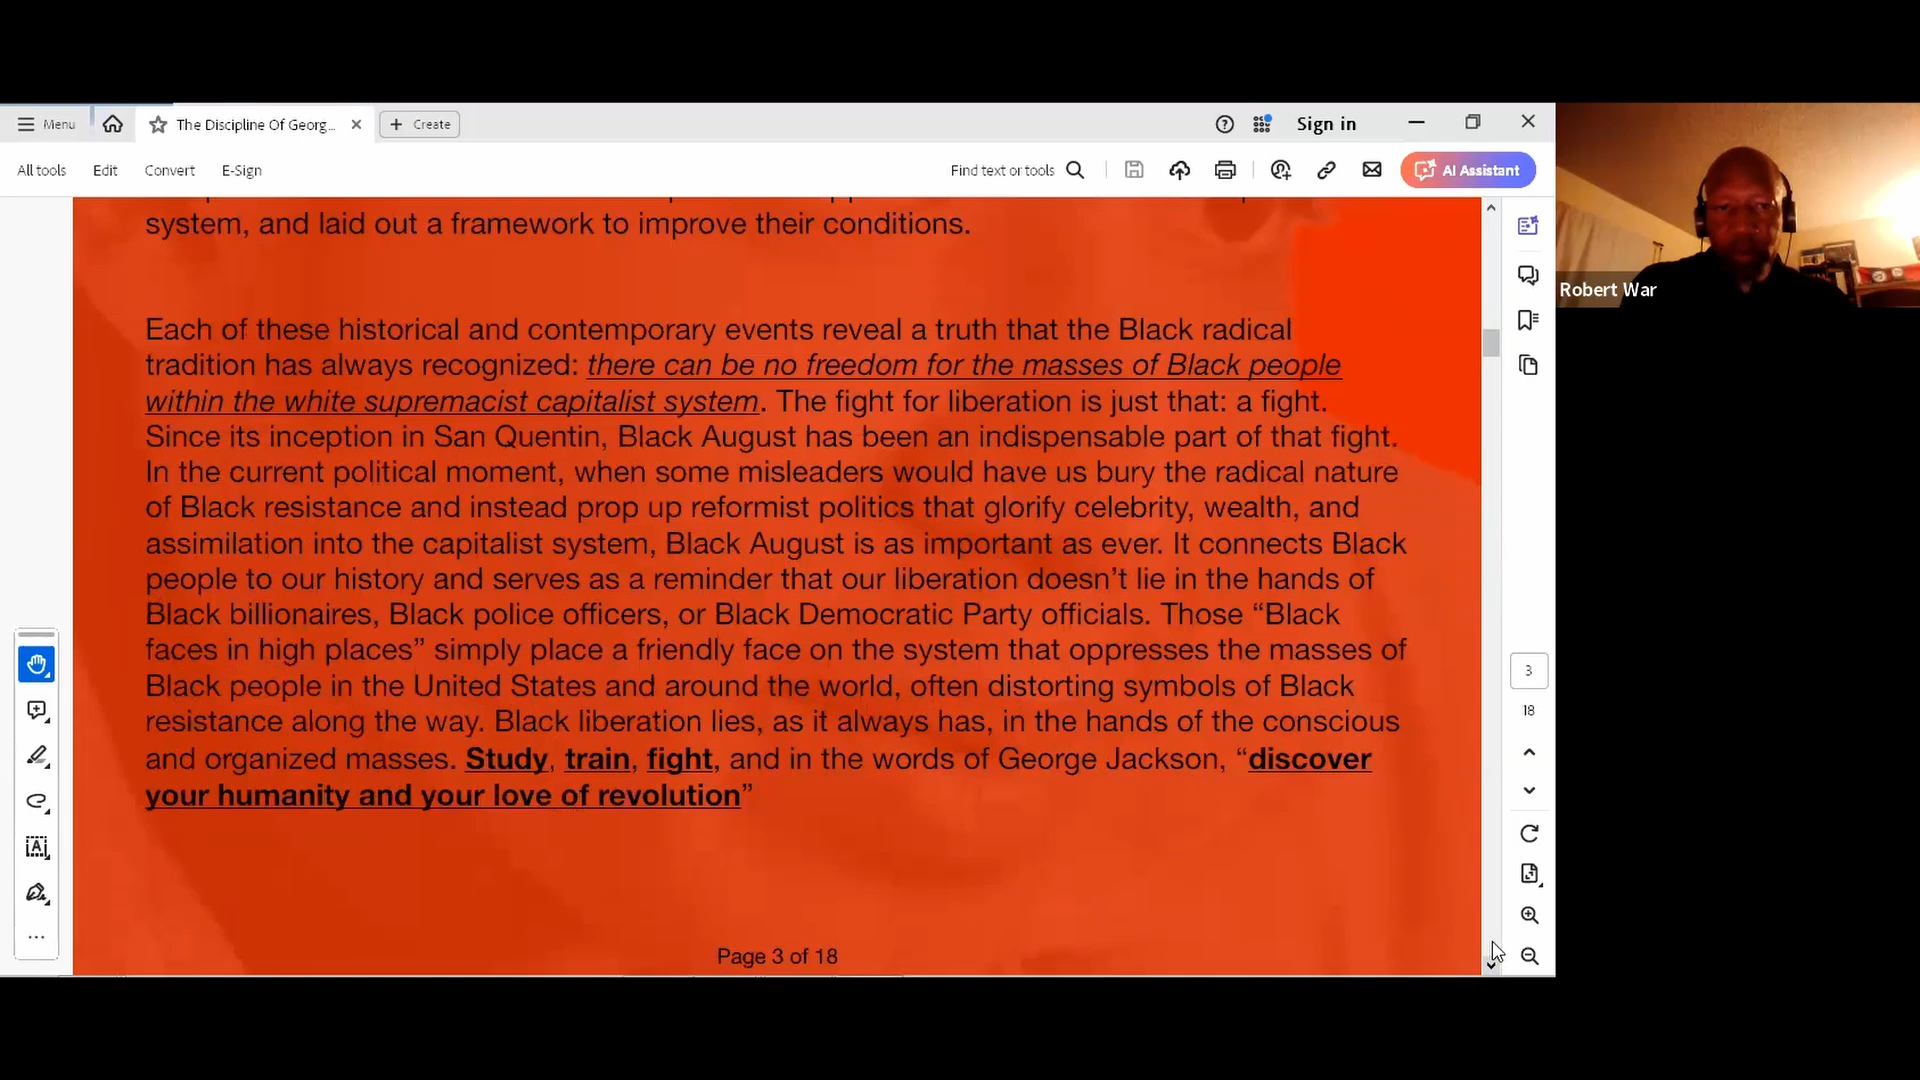 Menu
The Discipline Of Georg...
Create
Sign in
All tools
Edit
Convert
E-Sign
Find text or tools
AI Assistant
system, and laid out a framework to improve their conditions.
Each of these historical and contemporary events reveal a truth that the Black radical
tradition has always recognized: there can be no freedom for the masses of Black people
within the white supremacist capitalist system. The fight for liberation is just that: a fight.
Since its inception in San Quentin, Black August has been an indispensable part of that fight.
In the current political moment, when some misleaders would have us bury the radical nature
of Black resistance and instead prop up reformist politics that glorify celebrity, wealth, and
assimilation into the capitalist system, Black August is as important as ever. It connects Black
people to our history and serves as a reminder that our liberation doesn’t lie in the hands of
Black billionaires, Black police officers, or Black Democratic Party officials. Those “Black
faces in high places” simply place a friendly face on the system that oppresses the masses of
Black people in the United States and around the world, often distorting symbols of Black
resistance along the way. Black liberation lies, as it always has, in the hands of the conscious
and organized masses. Study, train, fight, and in the words of George Jackson, “discover
your humanity and your love of revolution”
Page 3 of 18
3
18
Robert War